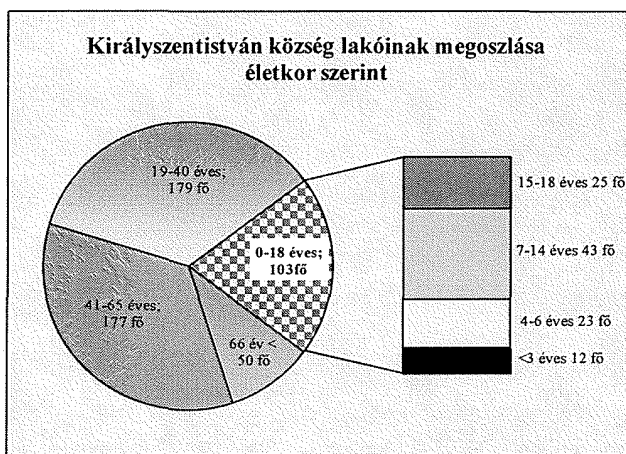 Királyszentistván község lakóinak megoszlása
életkor szerint
19-40 éves;
179 fő
0-18 éves;
103fő
41-65 éves;
177 fő
66 év <
50 fő
15-18 éves 25 fő
7-14 éves 43 fő
4-6 éves 23 fő
<3 éves 12 fő